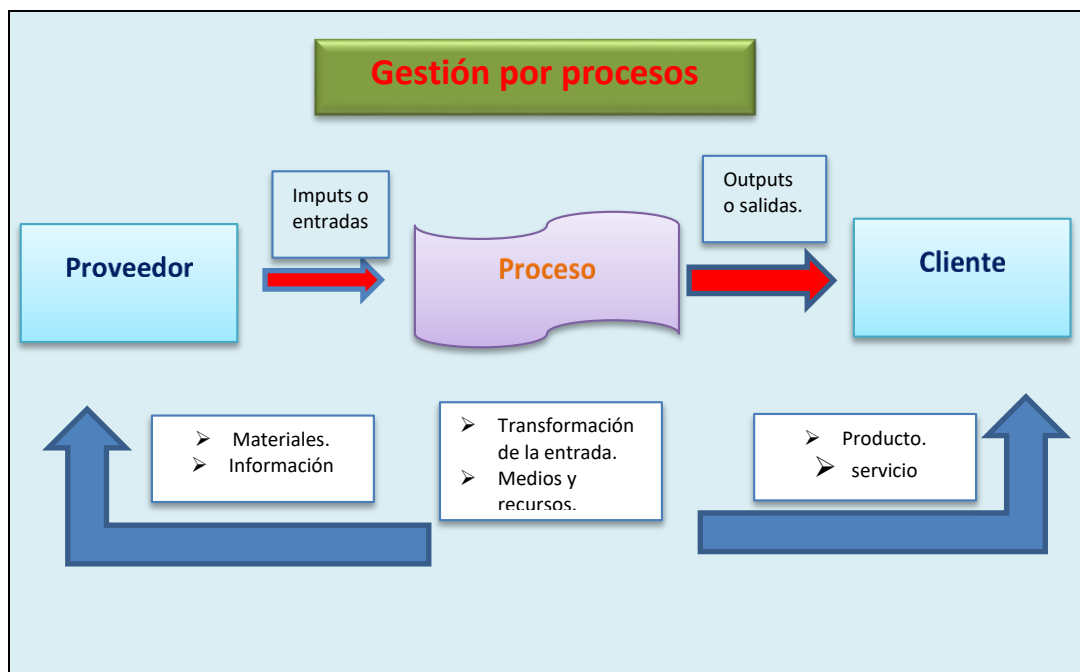 Gestión por procesos
Imputs o
entradas
Outputs
o salidas.
Proveedor
Proceso
Cliente
➢ Materiales.
➢ Información
➢ Transformación
de la entrada.
➢ Medios y
recursos.
➢ Producto.
➢ servicio